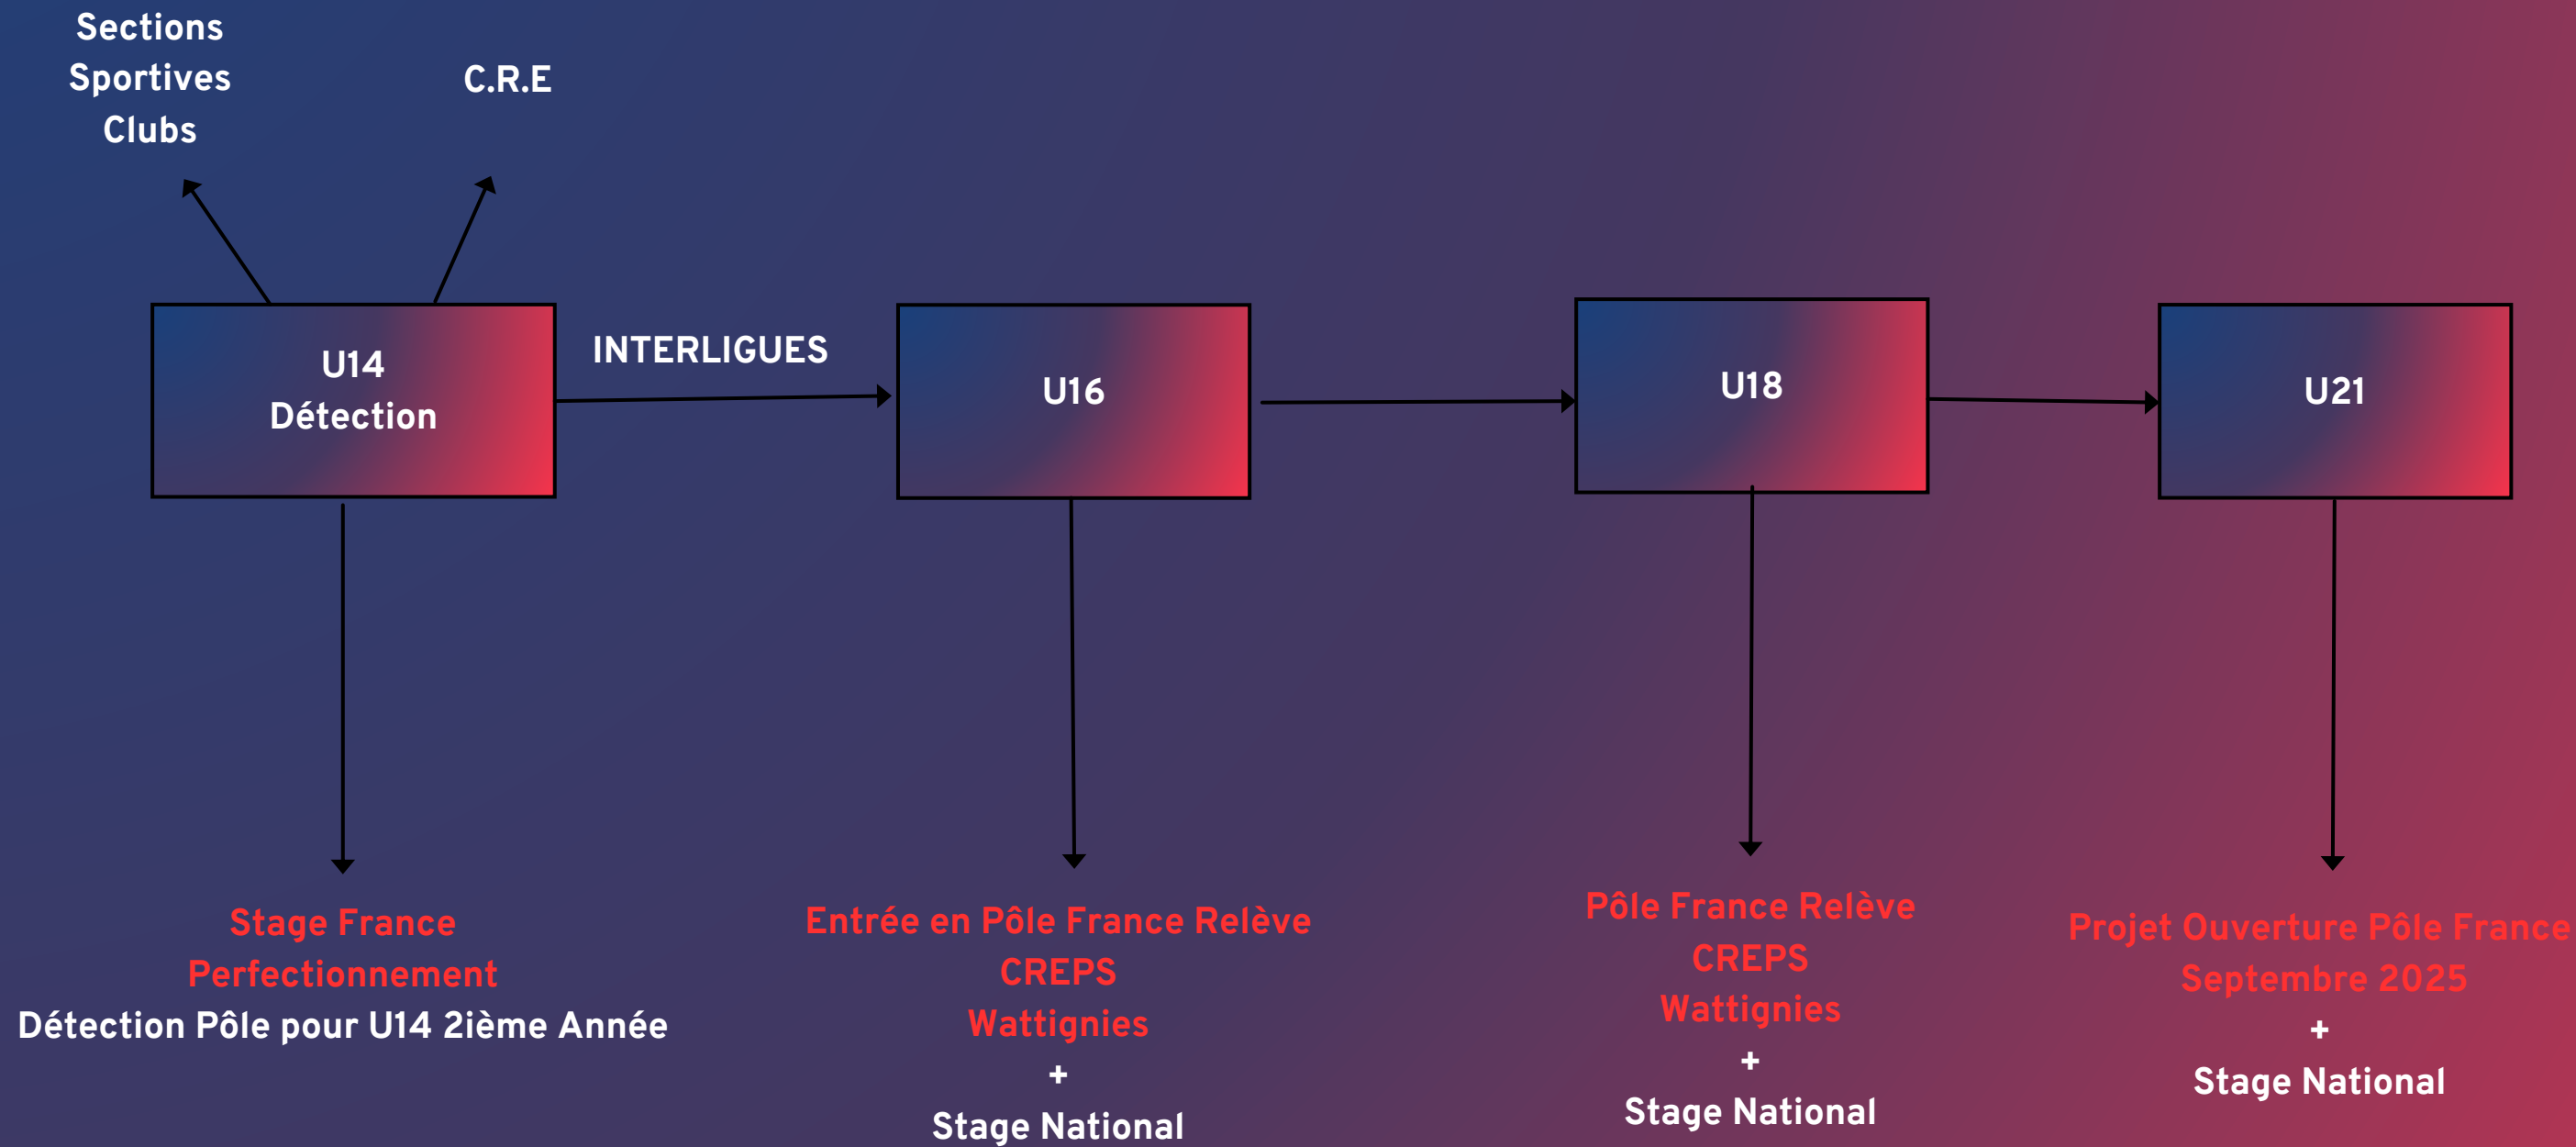 Sections
Sportives
Clubs
C.R.E
U14
Détection
INTERLIGUES
U16
U18
U21
Stage France
Perfectionnement
Détection Pôle pour U14 2ième Année
Entrée en Pôle France Relève
CREPS
Wattignies
+
Stage National
Pôle France Relève
CREPS
Wattignies
+
Stage National
Projet Ouverture Pôle France
Septembre 2025
+
Stage National